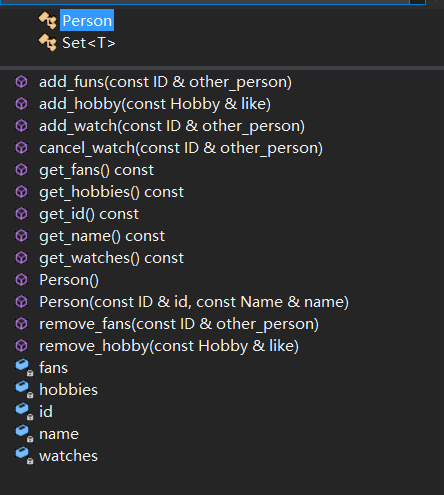 Person
Set<T>
add_funs(const ID & other_person)
add_hobby(const Hobby & like)
add_watch(const ID & other_person)
cancel_watch(const ID & other_person)
get_fans() const
get_hobbies() const
get_id() const
get_name() const
get_watches() const
Person()
Person(const ID & id, const Name & name)
remove_fans(const ID & other_person)
remove_hobby(const Hobby & like)
fans
hobbies
id
name
watches